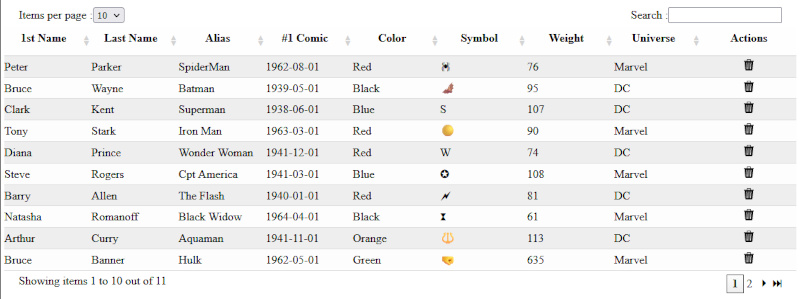 Items per page : 10 Search :
1st Name Last Name Alias #1 Comic Color Symbol Weight Universe Actions
Peter Parker SpiderMan 1962-08-01 Red 🕷 76 Marvel
Bruce Wayne Batman 1939-05-01 Black 🦇 95 DC
Clark Kent Superman 1938-06-01 Blue S 107 DC
Tony Stark Iron Man 1963-03-01 Red 90 Marvel
Diana Prince Wonder Woman 1941-12-01 Red W 74 DC
Steve Rogers Cpt America 1941-03-01 Blue ✪ 108 Marvel
Barry Allen The Flash 1940-01-01 Red 81 DC
Natasha Romanoff Black Widow 1964-04-01 Black 61 Marvel
Arthur Curry Aquaman 1941-11-01 Orange 🔱 113 DC
Bruce Banner Hulk 1962-05-01 Green 🤜 635 Marvel
Showing items 1 to 10 out of 11 1 2